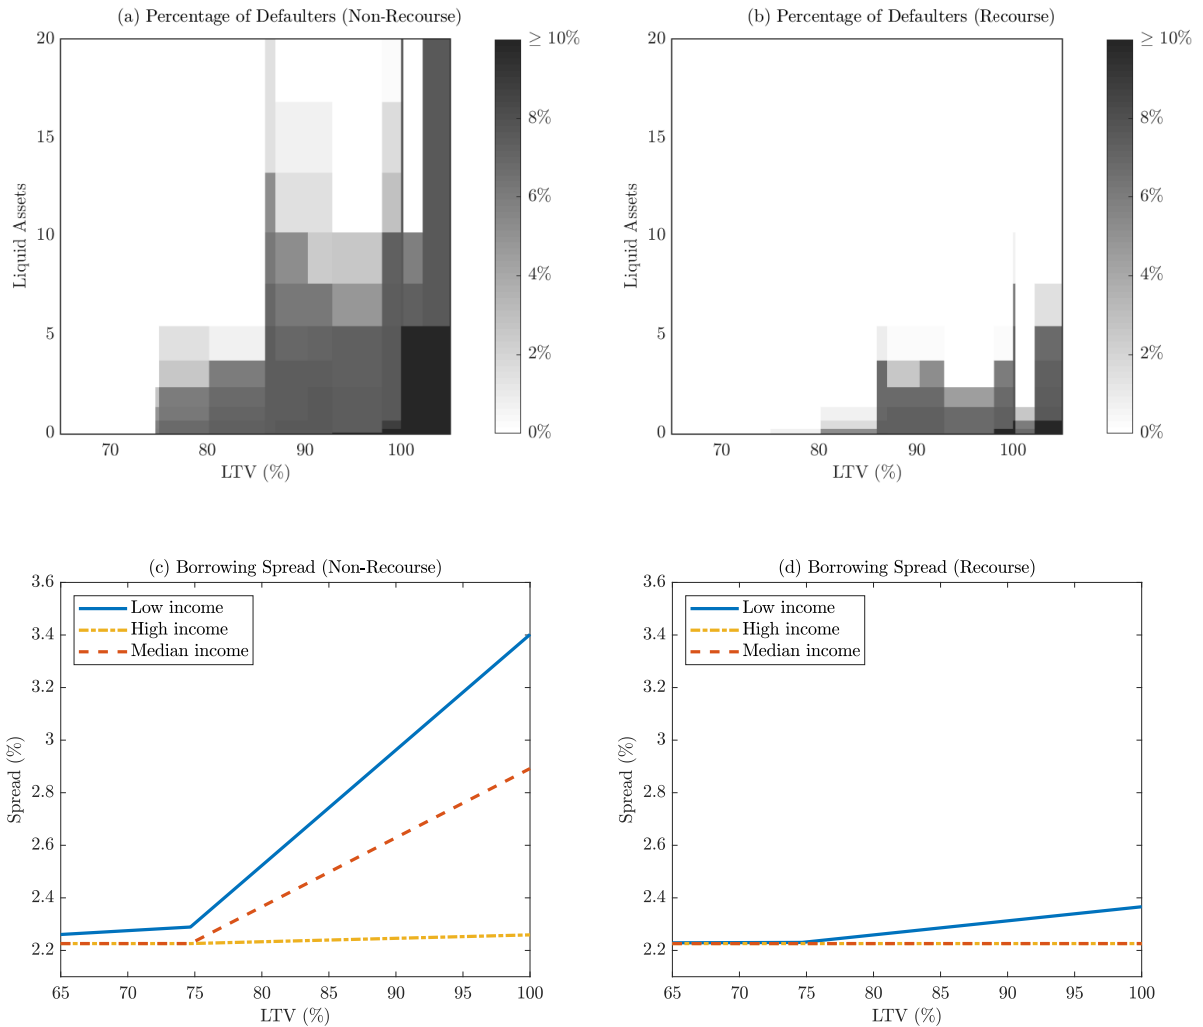 (a) Percentage of Defaulters (Non-Recourse)
20
15
10
5
0
Liquid Assets
70 80 90 100
LTV (%)
≥ 10%
8%
6%
4%
2%
0%
(b) Percentage of Defaulters (Recourse)
20
15
10
5
0
Liquid Assets
70 80 90 100
LTV (%)
≥ 10%
8%
6%
4%
2%
0%
(c) Borrowing Spread (Non-Recourse)
3.6
3.4
3.2
3
2.8
2.6
2.4
2.2
Spread (%)
Low income
High income
Median income
65 70 75 80 85 90 95 100
LTV (%)
(d) Borrowing Spread (Recourse)
3.6
3.4
3.2
3
2.8
2.6
2.4
2.2
Spread (%)
Low income
High income
Median income
65 70 75 80 85 90 95 100
LTV (%)